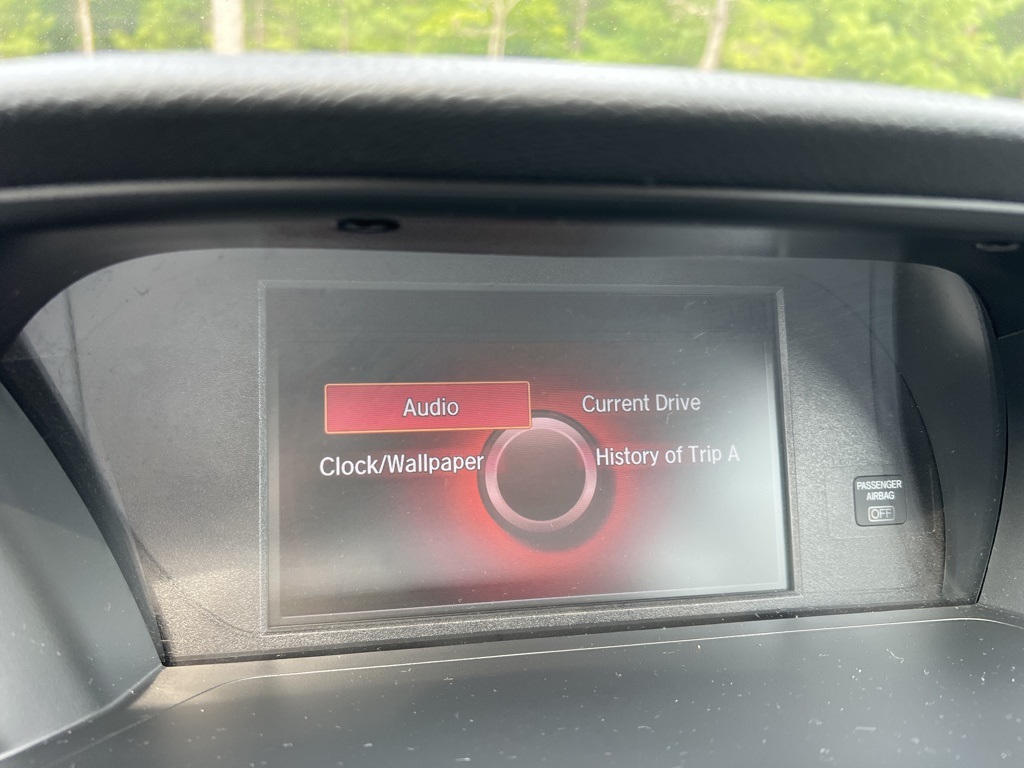 Audio
Current Drive
Clock/Wallpaper
History of Trip A
PASSENGER
AIRBAG
OFF